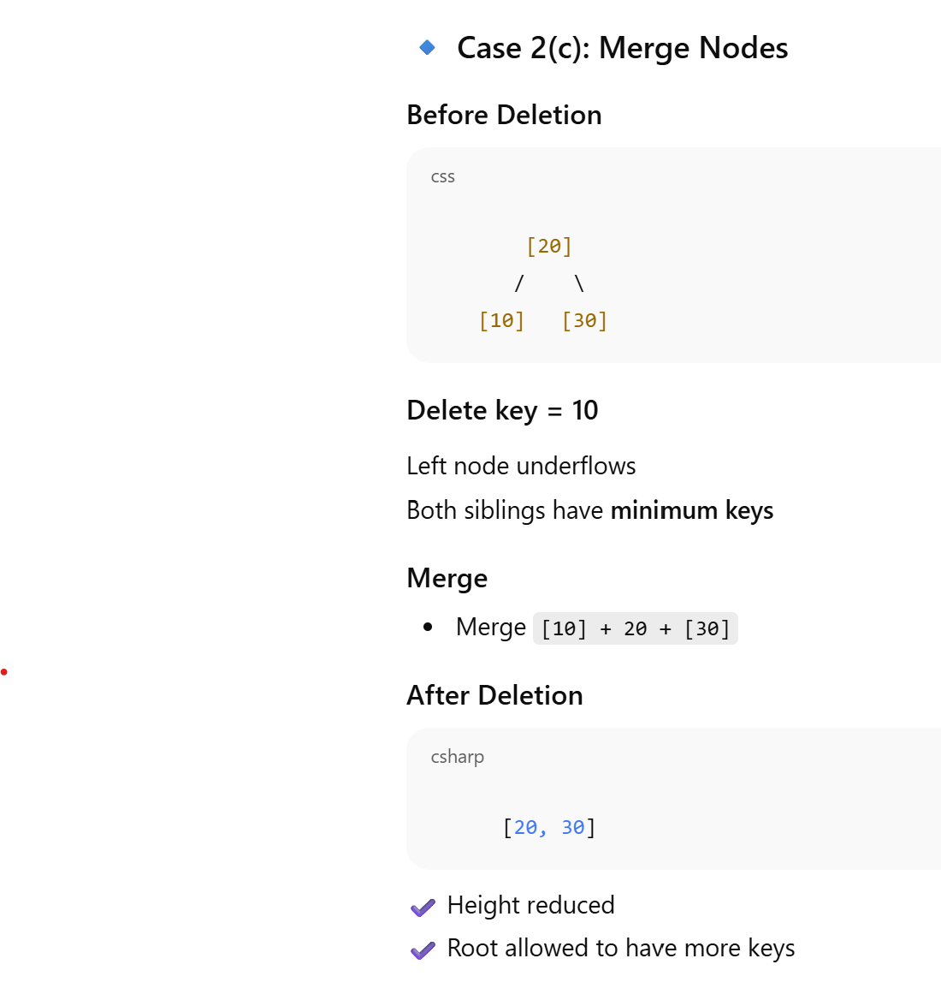 Case 2(c): Merge Nodes
Before Deletion
css
[20]
/ \
[10] [30]
Delete key = 10
Left node underflows
Both siblings have minimum keys
Merge
• Merge [10] + 20 + [30]
After Deletion
csharp
[20, 30]
Height reduced
Root allowed to have more keys